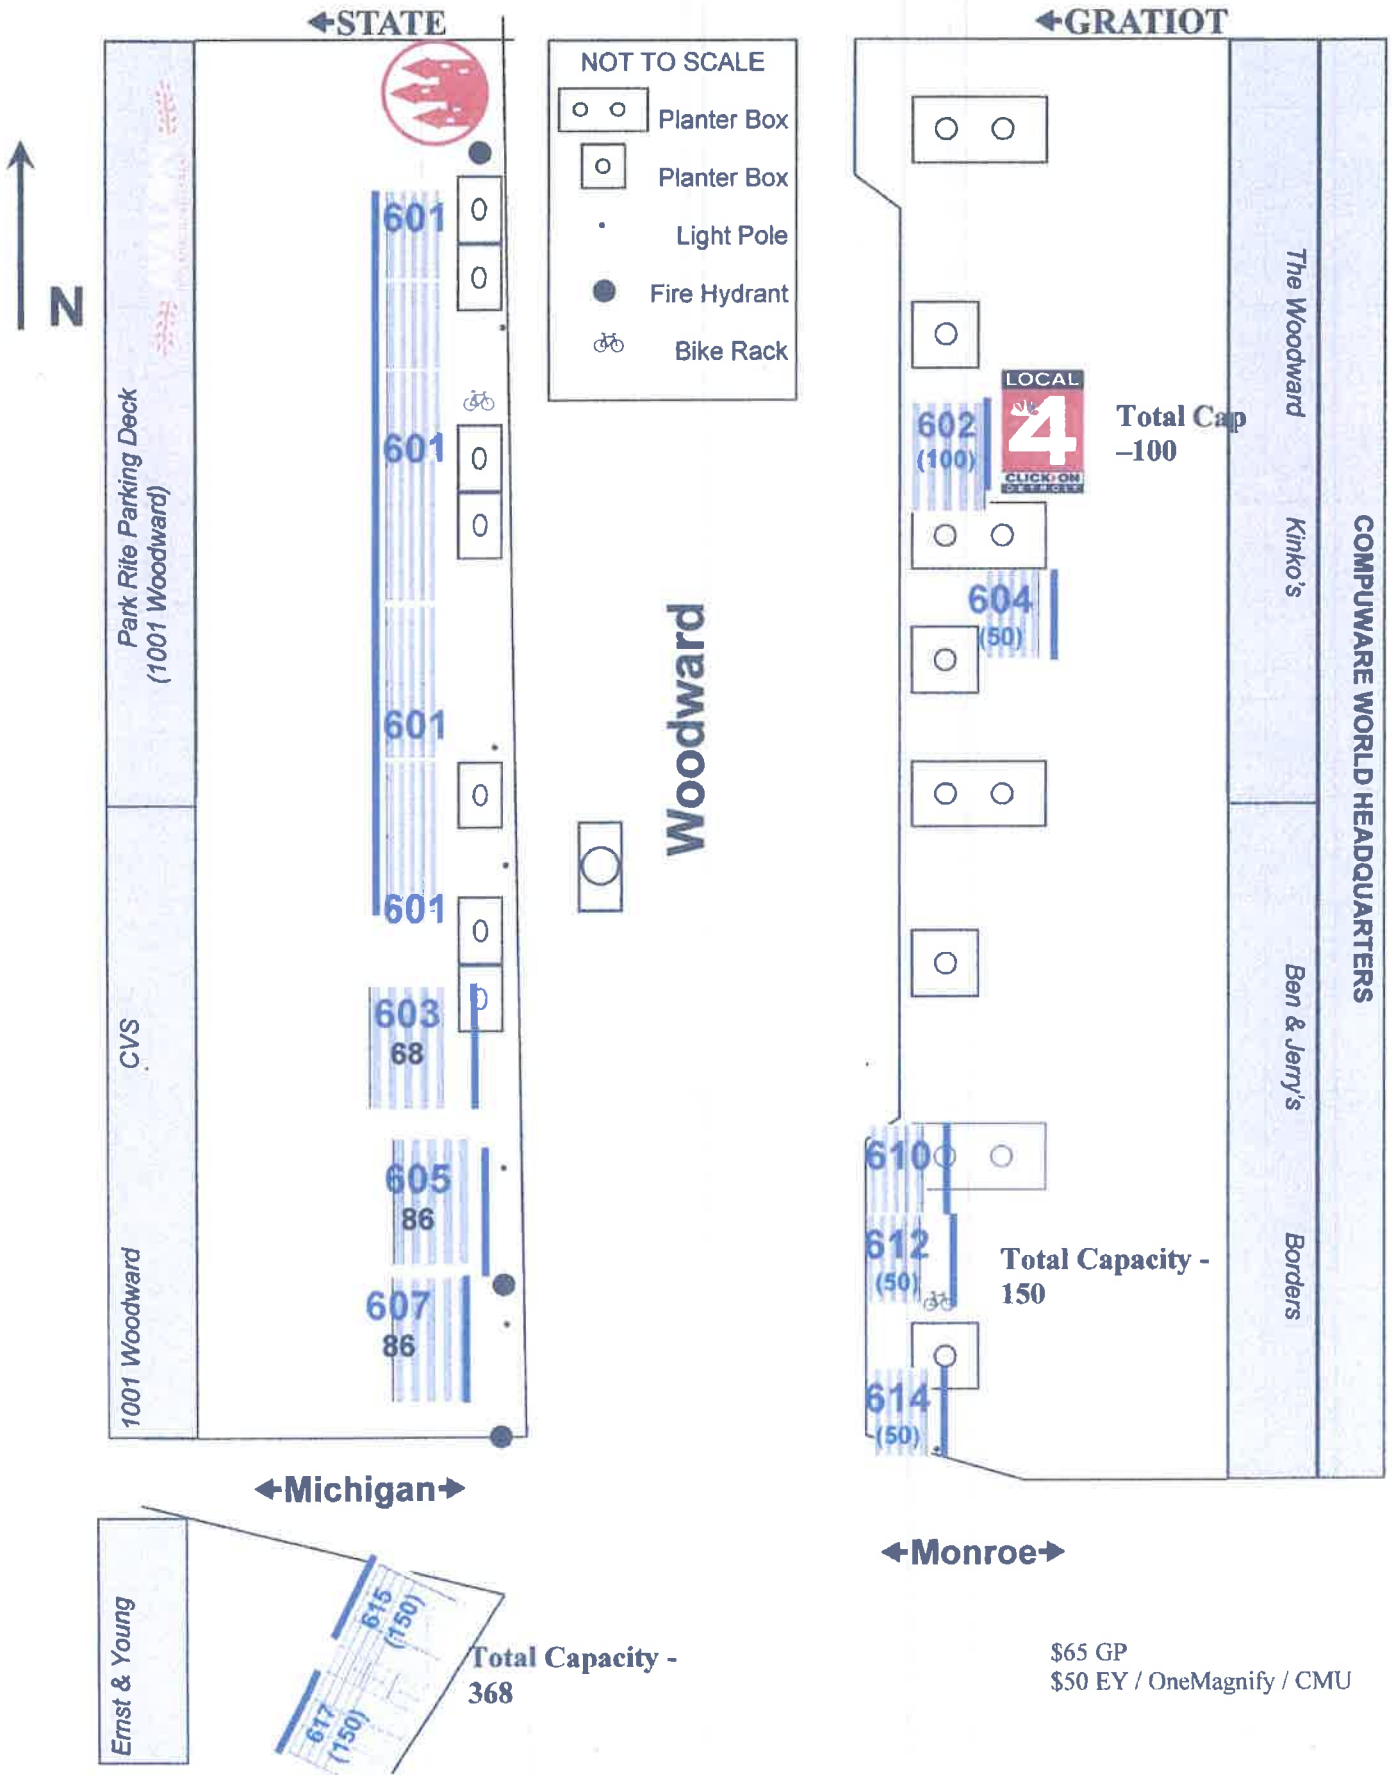 STATE
GRATIOT
NOT TO SCALE
Planter Box
Planter Box
Light Pole
Fire Hydrant
Bike Rack
N
Park Rite Parking Deck
(1001 Woodward)
CVS
1001 Woodward
601
601
601
601
603
68
605
86
607
86
Woodward
602
(100)
LOCAL
4
CLICK ON
DETROIT
Total Cap
–100
604
(50)
610
612
(50)
Total Capacity -
150
614
(50)
The Woodward
Kinko's
Ben & Jerry's
Borders
COMPUWARE WORLD HEADQUARTERS
Michigan
Monroe
Ernst & Young
615
(150)
617
(150)
Total Capacity -
368
$65 GP
$50 EY / OneMagnify / CMU